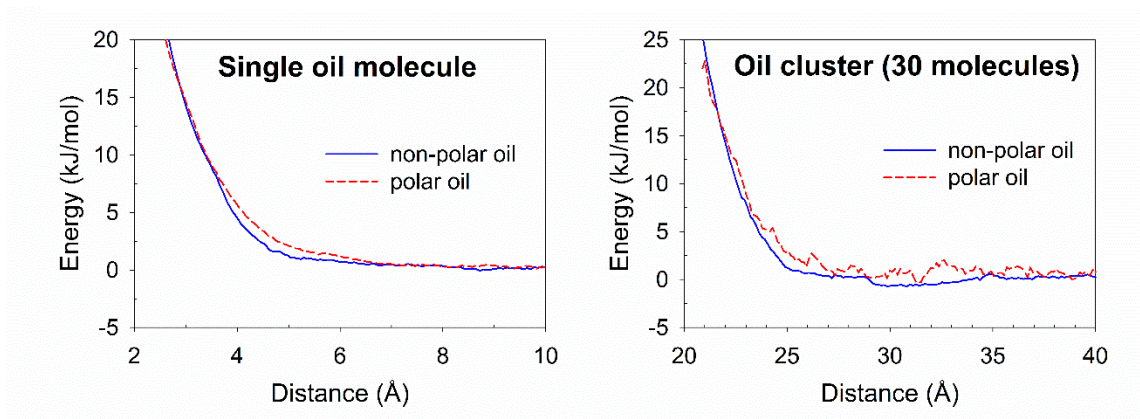 Single oil molecule
non-polar oil
polar oil
Energy (kJ/mol)
20
15
10
5
0
-5
2
4
6
8
10
Distance (Å)
Oil cluster (30 molecules)
non-polar oil
polar oil
Energy (kJ/mol)
25
20
15
10
5
0
-5
20
25
30
35
40
Distance (Å)